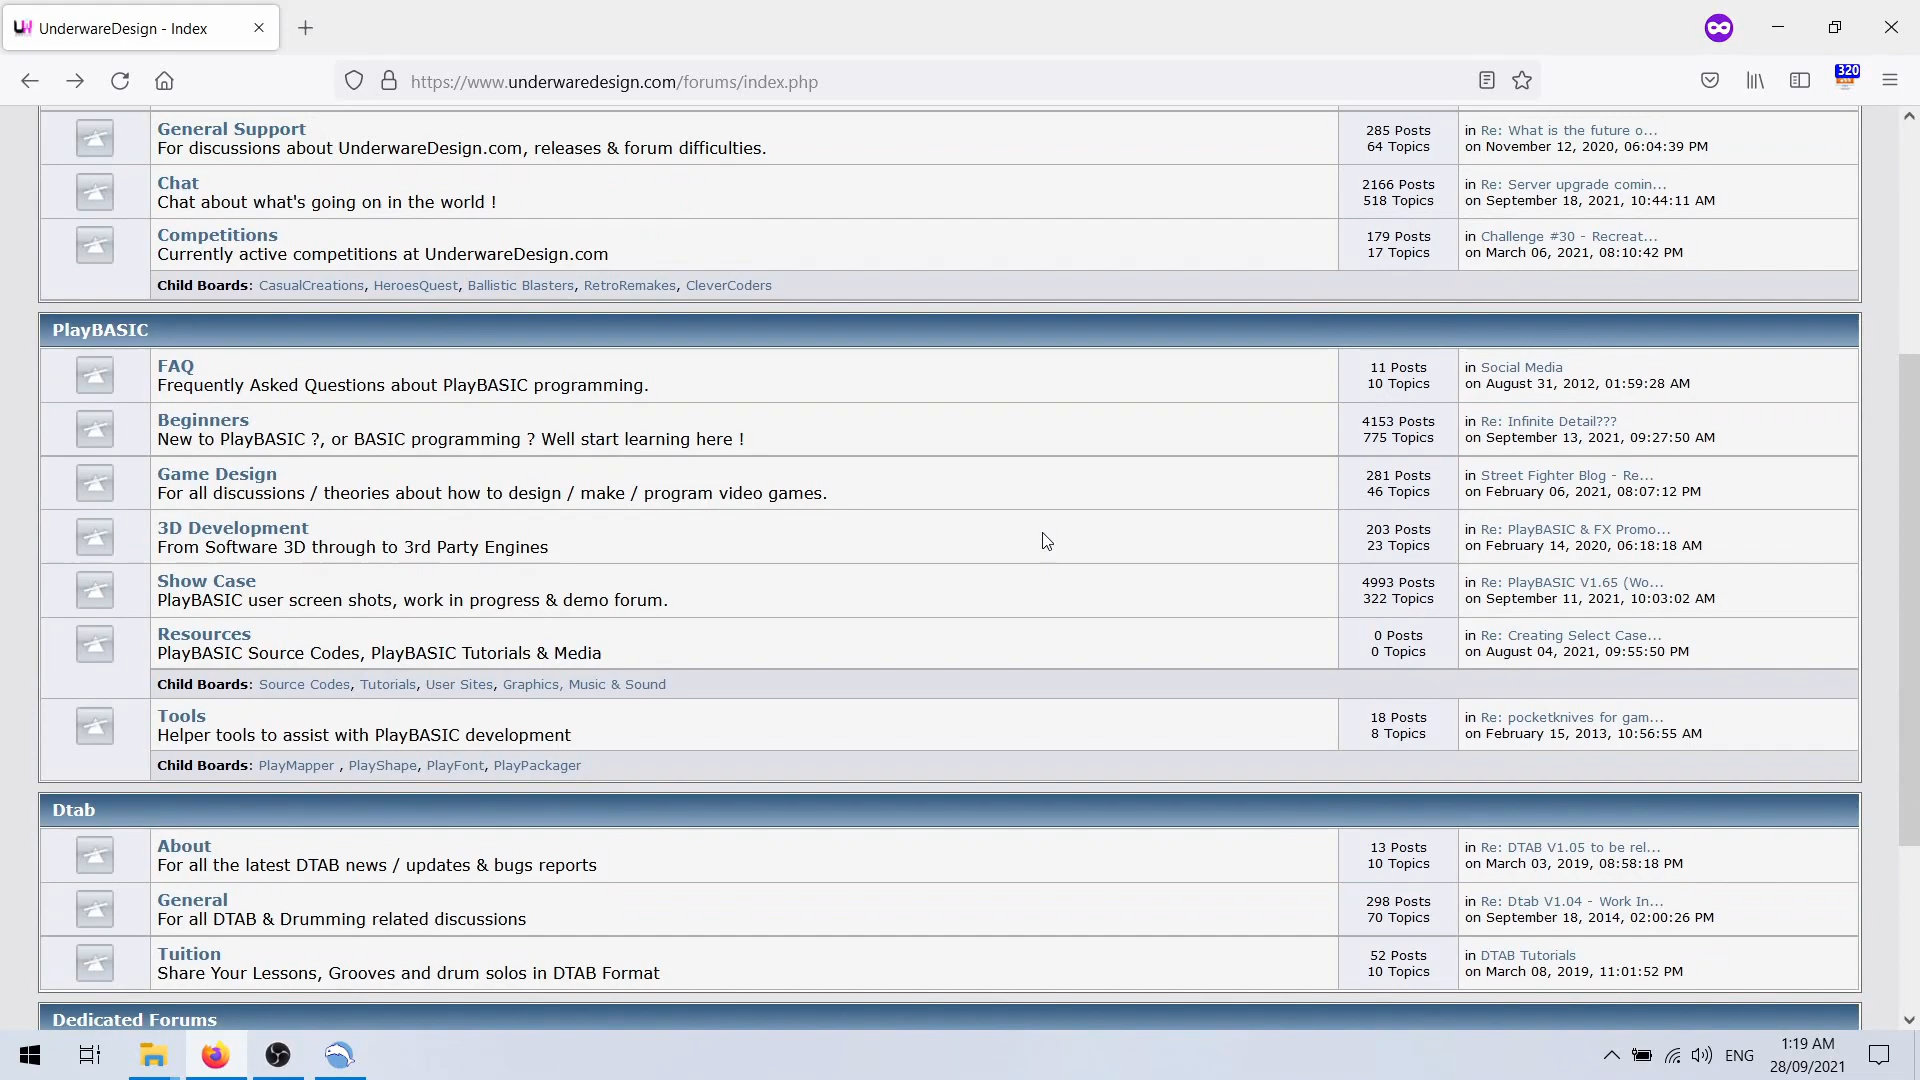 UnderwareDesign - Index
https://www.underwaredesign.com/forums/index.php
320
General Support
For discussions about UnderwareDesign.com, releases & forum difficulties.
285 Posts
64 Topics
in Re: What is the future o...
on November 12, 2020, 06:04:39 PM
Chat
Chat about what's going on in the world !
2166 Posts
518 Topics
in Re: Server upgrade comin...
on September 18, 2021, 10:44:11 AM
Competitions
Currently active competitions at UnderwareDesign.com
179 Posts
17 Topics
in Challenge #30 - Recreat...
on March 06, 2021, 08:10:42 PM
Child Boards: CasualCreations, HeroesQuest, Ballistic Blasters, RetroRemakes, CleverCoders
PlayBASIC
FAQ
Frequently Asked Questions about PlayBASIC programming.
11 Posts
10 Topics
in Social Media
on August 31, 2012, 01:59:28 AM
Beginners
New to PlayBASIC ?, or BASIC programming ? Well start learning here !
4153 Posts
775 Topics
in Re: Infinite Detail???
on September 13, 2021, 09:27:50 AM
Game Design
For all discussions / theories about how to design / make / program video games.
281 Posts
46 Topics
in Street Fighter Blog - Re...
on February 06, 2021, 08:07:12 PM
3D Development
From Software 3D through to 3rd Party Engines
203 Posts
23 Topics
in Re: PlayBASIC & FX Promo...
on February 14, 2020, 06:18:18 AM
Show Case
PlayBASIC user screen shots, work in progress & demo forum.
4993 Posts
322 Topics
in Re: PlayBASIC V1.65 (Wo...
on September 11, 2021, 10:03:02 AM
Resources
PlayBASIC Source Codes, PlayBASIC Tutorials & Media
0 Posts
0 Topics
in Re: Creating Select Case...
on August 04, 2021, 09:55:50 PM
Child Boards: Source Codes, Tutorials, User Sites, Graphics, Music & Sound
Tools
Helper tools to assist with PlayBASIC development
18 Posts
8 Topics
in Re: pocketknives for gam...
on February 15, 2013, 10:56:55 AM
Child Boards: PlayMapper , PlayShape, PlayFont, PlayPackager
Dtab
About
For all the latest DTAB news / updates & bugs reports
13 Posts
10 Topics
in Re: DTAB V1.05 to be rel...
on March 03, 2019, 08:58:18 PM
General
For all DTAB & Drumming related discussions
298 Posts
70 Topics
in Re: Dtab V1.04 - Work In...
on September 18, 2014, 02:00:26 PM
Tuition
Share Your Lessons, Grooves and drum solos in DTAB Format
52 Posts
10 Topics
in DTAB Tutorials
on March 08, 2019, 11:01:52 PM
Dedicated Forums
ENG
1:19 AM
28/09/2021